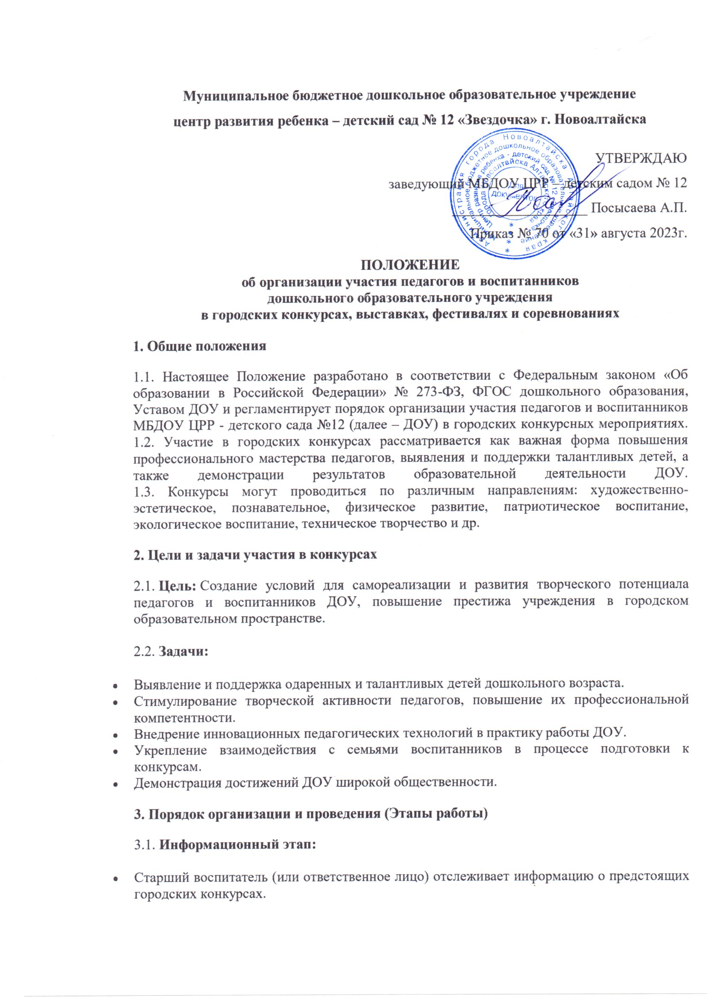 Муниципальное бюджетное дошкольное образовательное учреждение
центр развития ребенка – детский сад № 12 «Звездочка» г. Новоалтайска
УТВЕРЖДАЮ
заведующий МБДОУ ЦРР – детским садом № 12
Посысаева А.П.
Приказ № 70 от «31» августа 2023г.
Администрация города Новоалтайска Алтайского края
Муниципальное бюджетное дошкольное образовательное учреждение
Центр развития ребенка - детский сад № 12 «Звездочка»
города Новоалтайска Алтайского края
Для
документов
ПОЛОЖЕНИЕ
об организации участия педагогов и воспитанников
дошкольного образовательного учреждения
в городских конкурсах, выставках, фестивалях и соревнованиях
1. Общие положения
1.1. Настоящее Положение разработано в соответствии с Федеральным законом «Об
образовании в Российской Федерации» № 273-ФЗ, ФГОС дошкольного образования,
Уставом ДОУ и регламентирует порядок организации участия педагогов и воспитанников
МБДОУ ЦРР - детского сада №12 (далее – ДОУ) в городских конкурсных мероприятиях.
1.2. Участие в городских конкурсах рассматривается как важная форма повышения
профессионального мастерства педагогов, выявления и поддержки талантливых детей, а
также демонстрации результатов образовательной деятельности ДОУ.
1.3. Конкурсы могут проводиться по различным направлениям: художественно-
эстетическое, познавательное, физическое развитие, патриотическое воспитание,
экологическое воспитание, техническое творчество и др.
2. Цели и задачи участия в конкурсах
2.1. Цель: Создание условий для самореализации и развития творческого потенциала
педагогов и воспитанников ДОУ, повышение престижа учреждения в городском
образовательном пространстве.
2.2. Задачи:
• Выявление и поддержка одаренных и талантливых детей дошкольного возраста.
• Стимулирование творческой активности педагогов, повышение их профессиональной
компетентности.
• Внедрение инновационных педагогических технологий в практику работы ДОУ.
• Укрепление взаимодействия с семьями воспитанников в процессе подготовки к
конкурсам.
• Демонстрация достижений ДОУ широкой общественности.
3. Порядок организации и проведения (Этапы работы)
3.1. Информационный этап:
• Старший воспитатель (или ответственное лицо) отслеживает информацию о предстоящих
городских конкурсах.